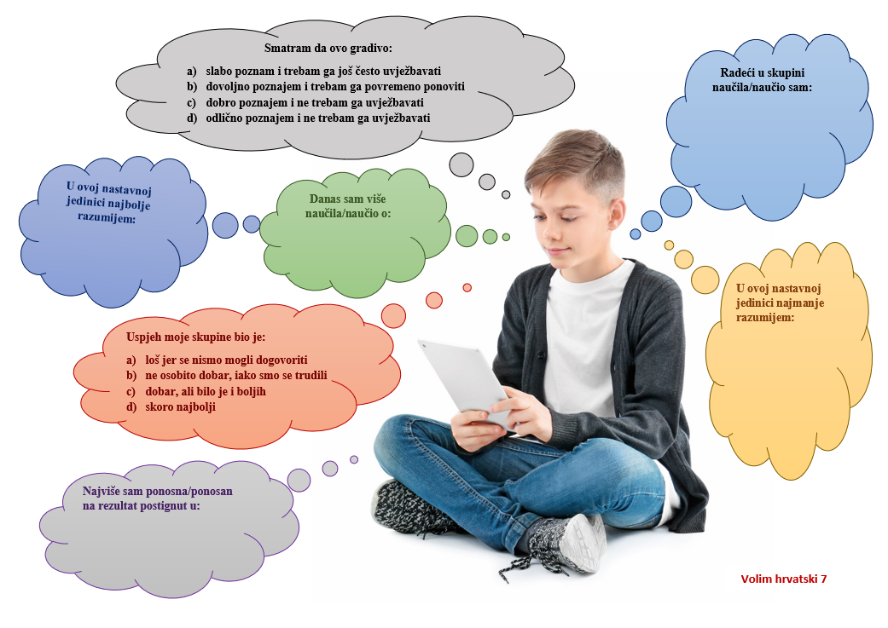 Smatram da ovo gradivo:
a) slabo poznam i trebam ga još često uvježbavati
b) dovoljno poznajem i trebam ga povremeno ponoviti
c) dobro poznajem i ne trebam ga uvježbavati
d) odlično poznajem i ne trebam ga uvježbavati
Radeći u skupini
naučila/naučio sam:
U ovoj nastavnoj
jedinici najbolje
razumijem:
Danas sam više
naučila/naučio o:
U ovoj nastavnoj
jedinici najmanje
razumijem:
Uspjeh moje skupine bio je:
a) loš jer se nismo mogli dogovoriti
b) ne osobito dobar, iako smo se trudili
c) dobar, ali bilo je i boljih
d) skoro najbolji
Najviše sam ponosna/ponosan
na rezultat postignut u:
Volim hrvatski 7